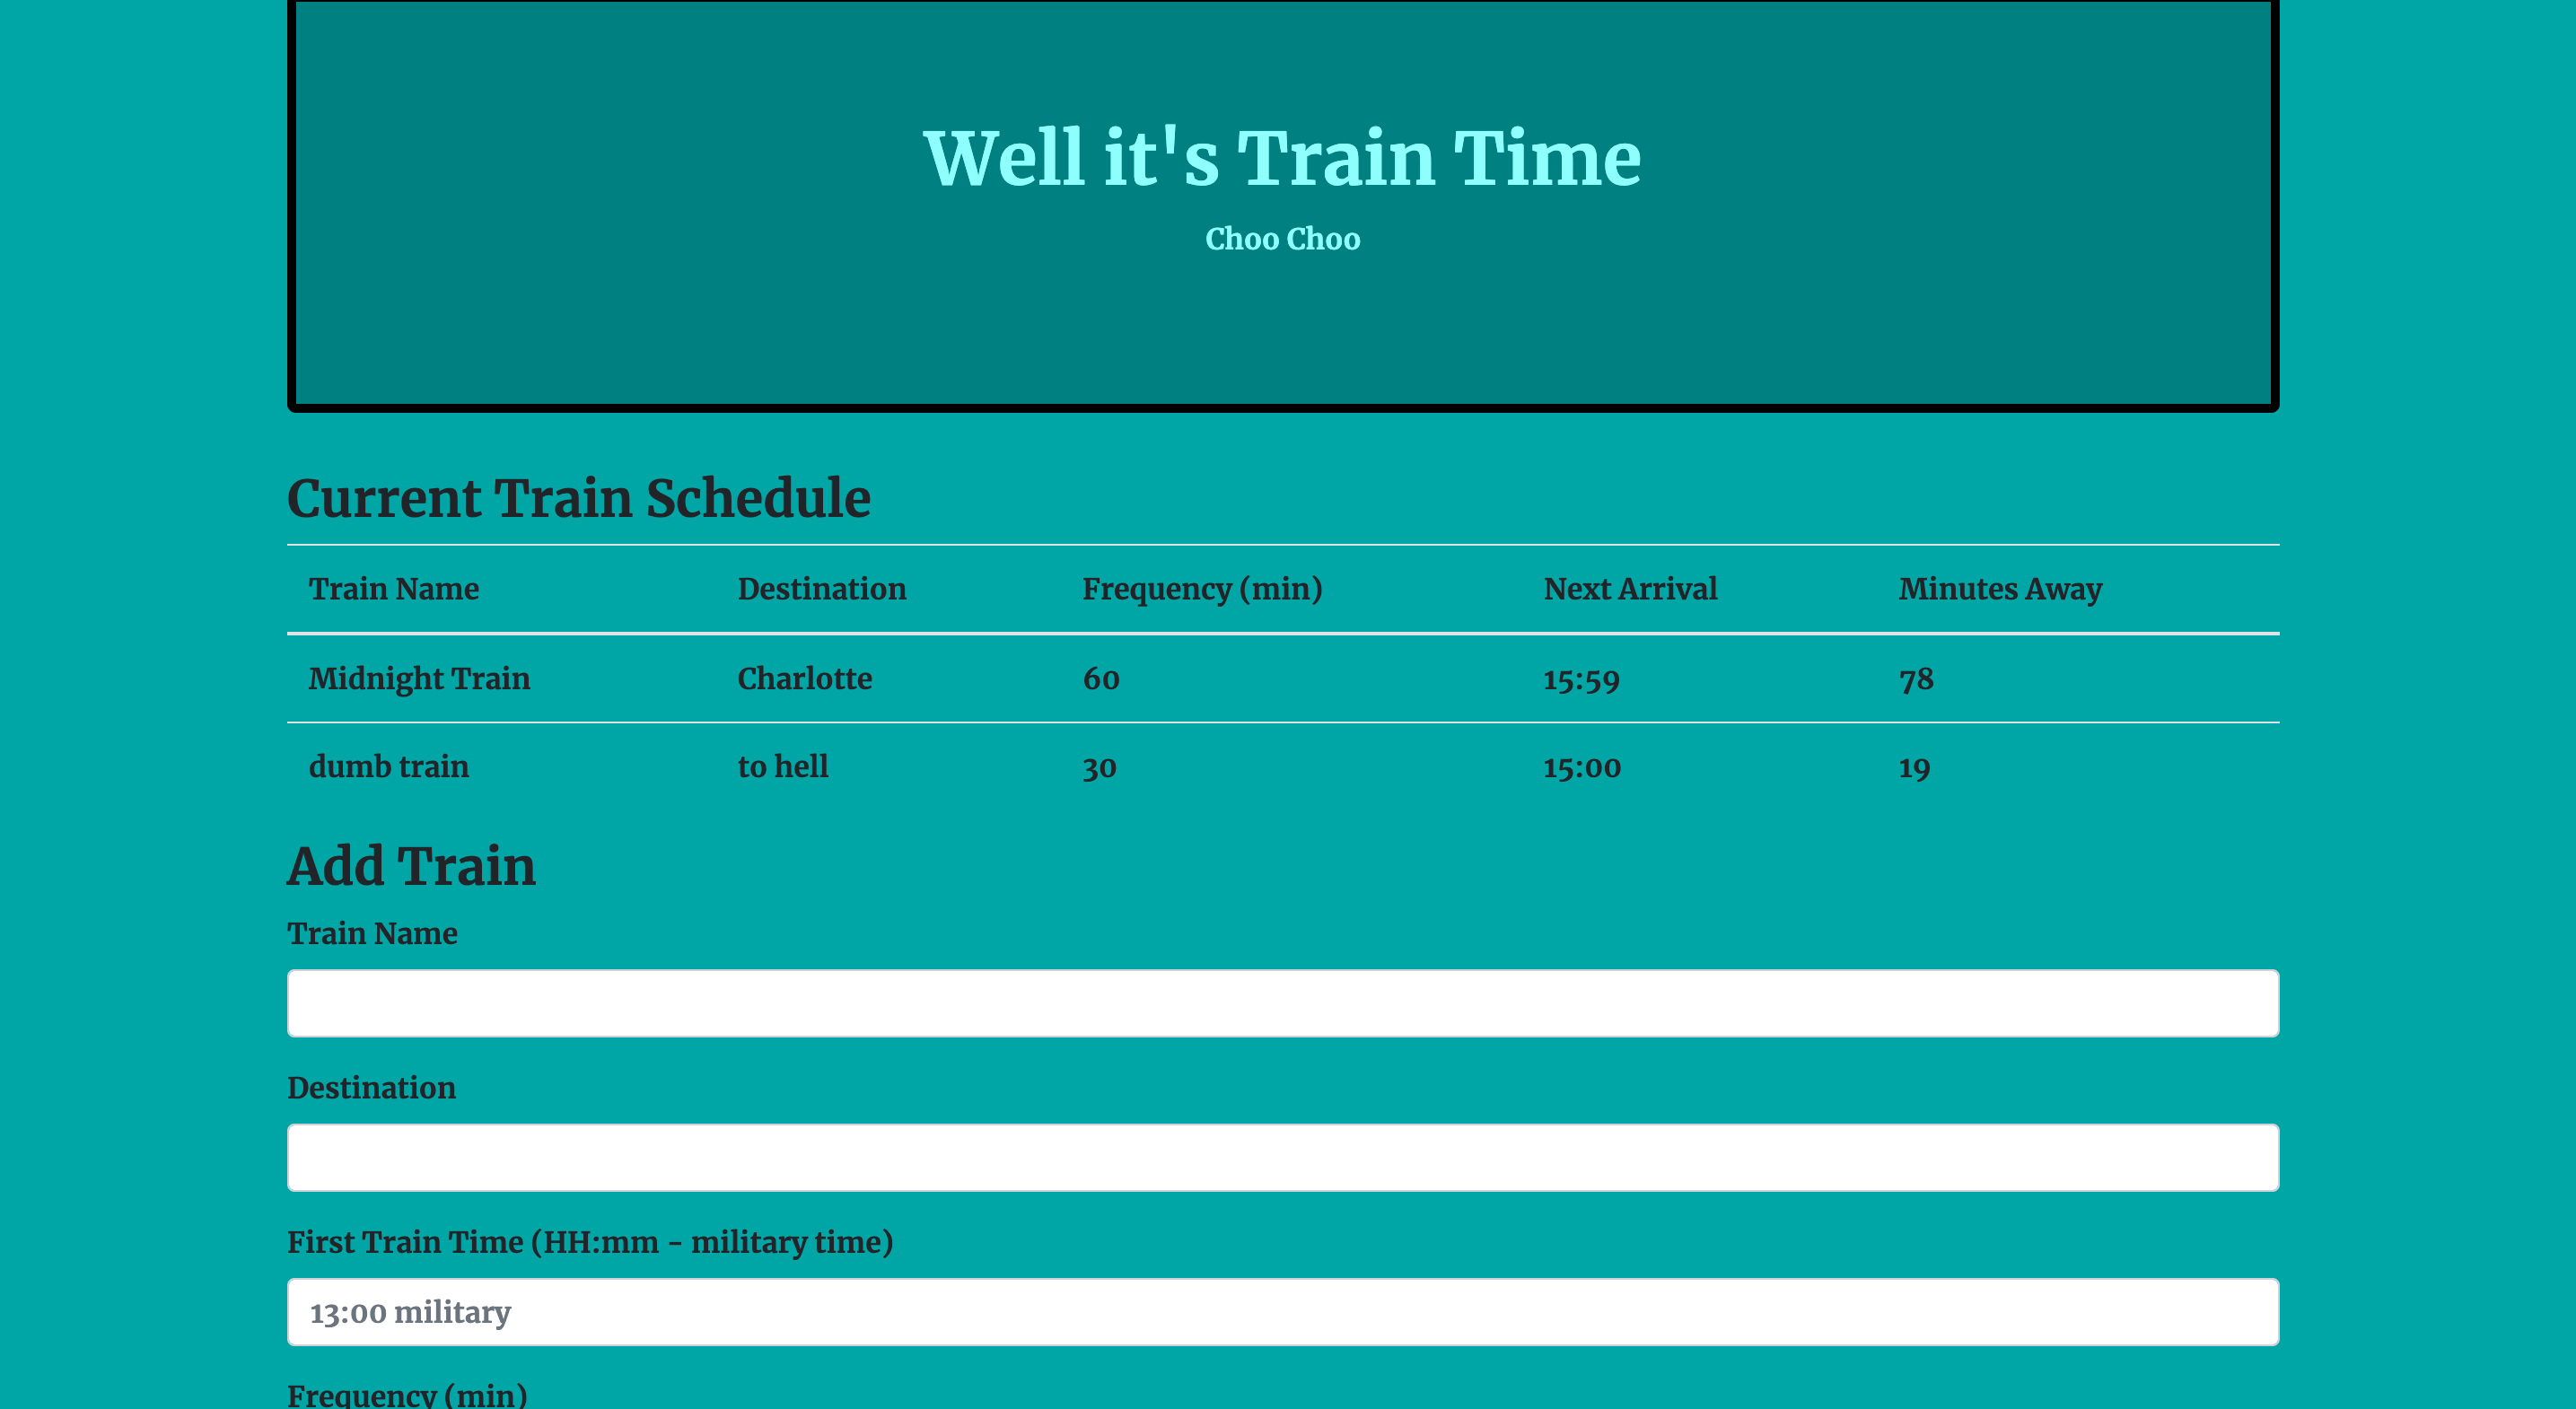 Well it's Train Time
Choo Choo
Current Train Schedule
Train Name Destination Frequency (min) Next Arrival Minutes Away
Midnight Train Charlotte 60 15:59 78
dumb train to hell 30 15:00 19
Add Train
Train Name
Destination
First Train Time (HH:mm - military time)
13:00 military
Frequency (min)